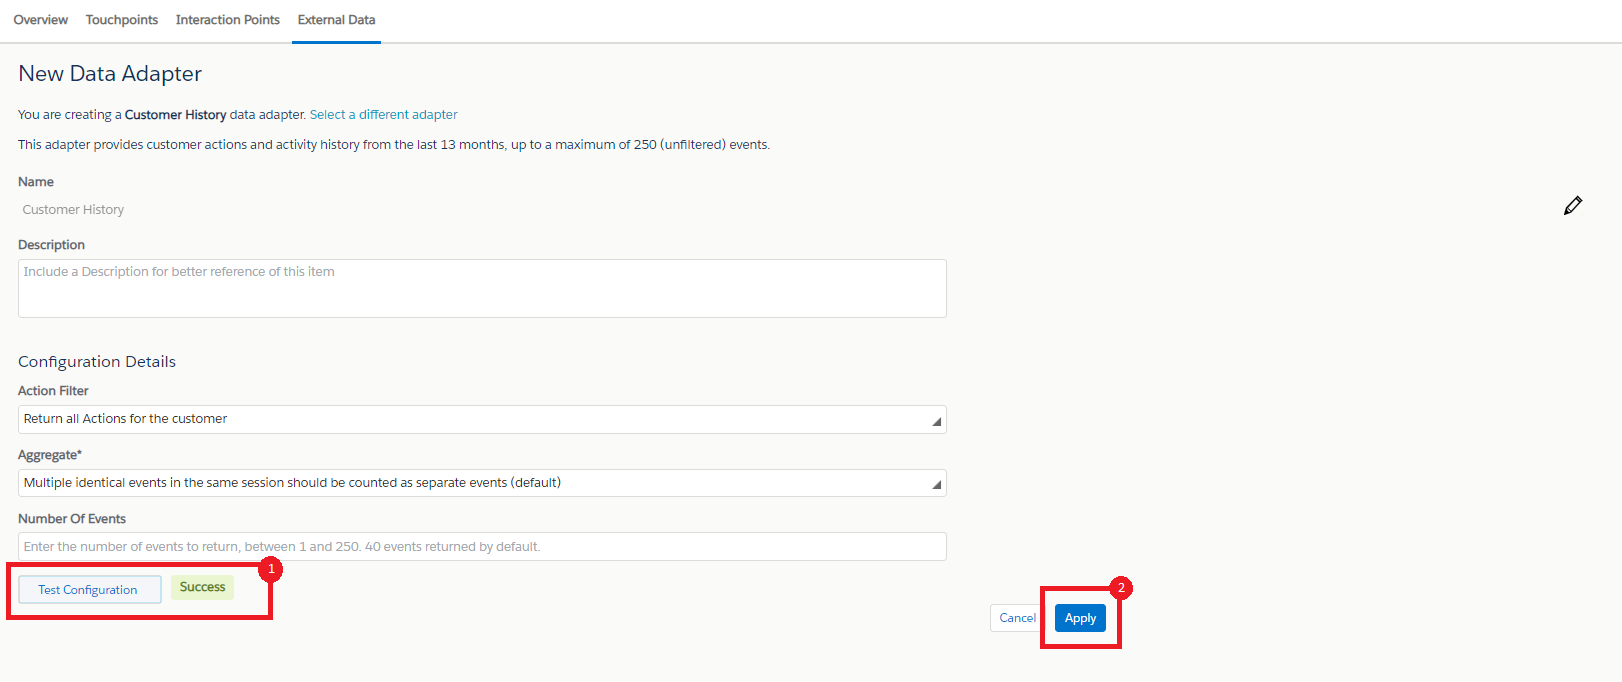 Overview Touchpoints Interaction Points External Data
New Data Adapter
You are creating a Customer History data adapter. Select a different adapter
This adapter provides customer actions and activity history from the last 13 months, up to a maximum of 250 (unfiltered) events.
Name
Customer History
Description
Include a Description for better reference of this item
Configuration Details
Action Filter
Return all Actions for the customer
Aggregate*
Multiple identical events in the same session should be counted as separate events (default)
Number Of Events
Enter the number of events to return, between 1 and 250. 40 events returned by default.
1
Test Configuration Success
2
Cancel Apply